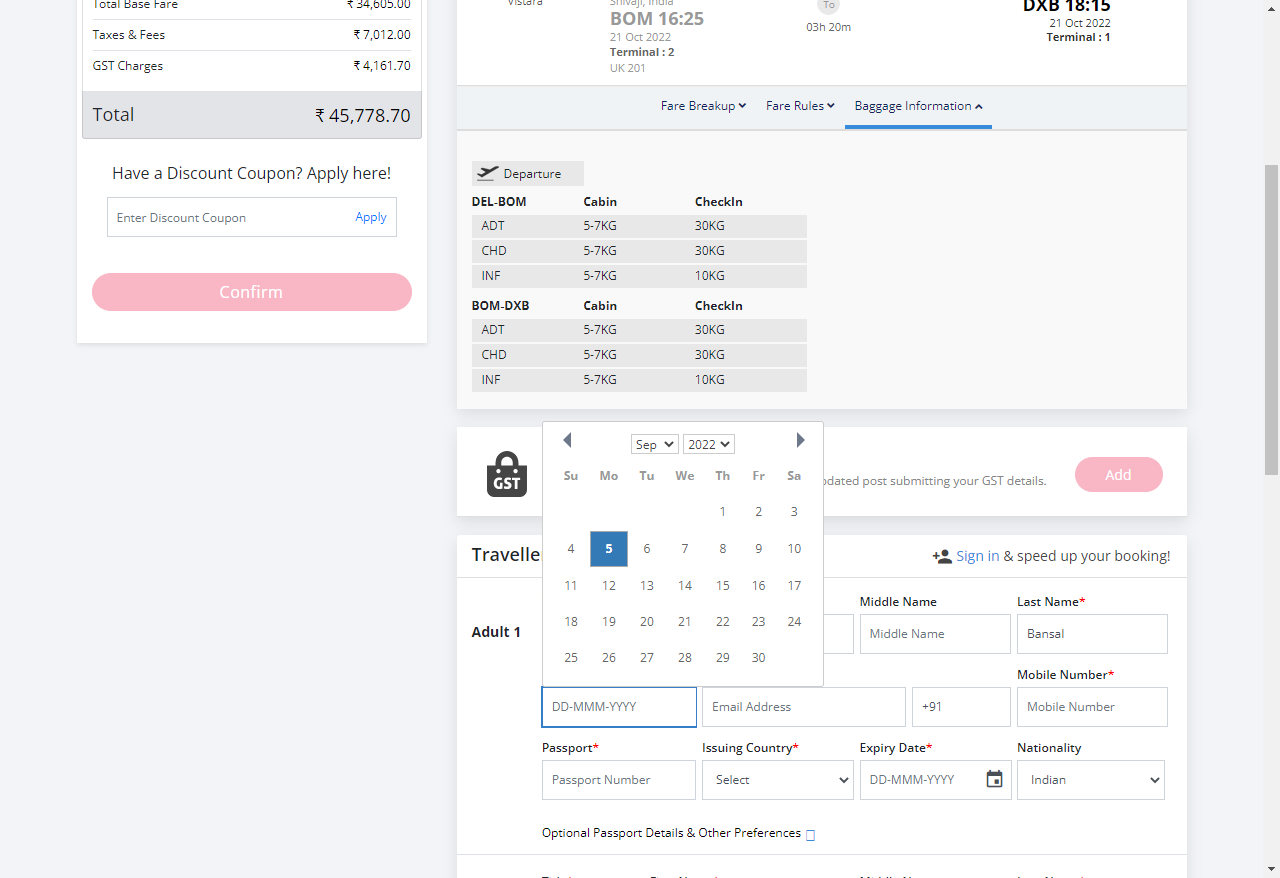 Total Base Fare ₹ 34,605.00
Taxes & Fees ₹ 7,012.00
GST Charges ₹ 4,161.70
Total ₹ 45,778.70
Have a Discount Coupon? Apply here!
Enter Discount Coupon Apply
Confirm
Vistara
Shivaji, India
BOM 16:25
21 Oct 2022
Terminal : 2
UK 201
To
03h 20m
DXB 18:15
21 Oct 2022
Terminal : 1
Fare Breakup Fare Rules Baggage Information
Departure
DEL-BOM Cabin CheckIn
ADT 5-7KG 30KG
CHD 5-7KG 30KG
INF 5-7KG 10KG
BOM-DXB Cabin CheckIn
ADT 5-7KG 30KG
CHD 5-7KG 30KG
INF 5-7KG 10KG
GST
pdated post submitting your GST details.
Add
Sep 2022
Su Mo Tu We Th Fr Sa
1 2 3
4 5 6 7 8 9 10
11 12 13 14 15 16 17
18 19 20 21 22 23 24
25 26 27 28 29 30
Travelle
Sign in & speed up your booking!
Middle Name Last Name*
Adult 1 Middle Name Bansal
Mobile Number*
DD-MMM-YYYY Email Address +91 Mobile Number
Passport* Issuing Country* Expiry Date* Nationality
Passport Number Select DD-MMM-YYYY Indian
Optional Passport Details & Other Preferences